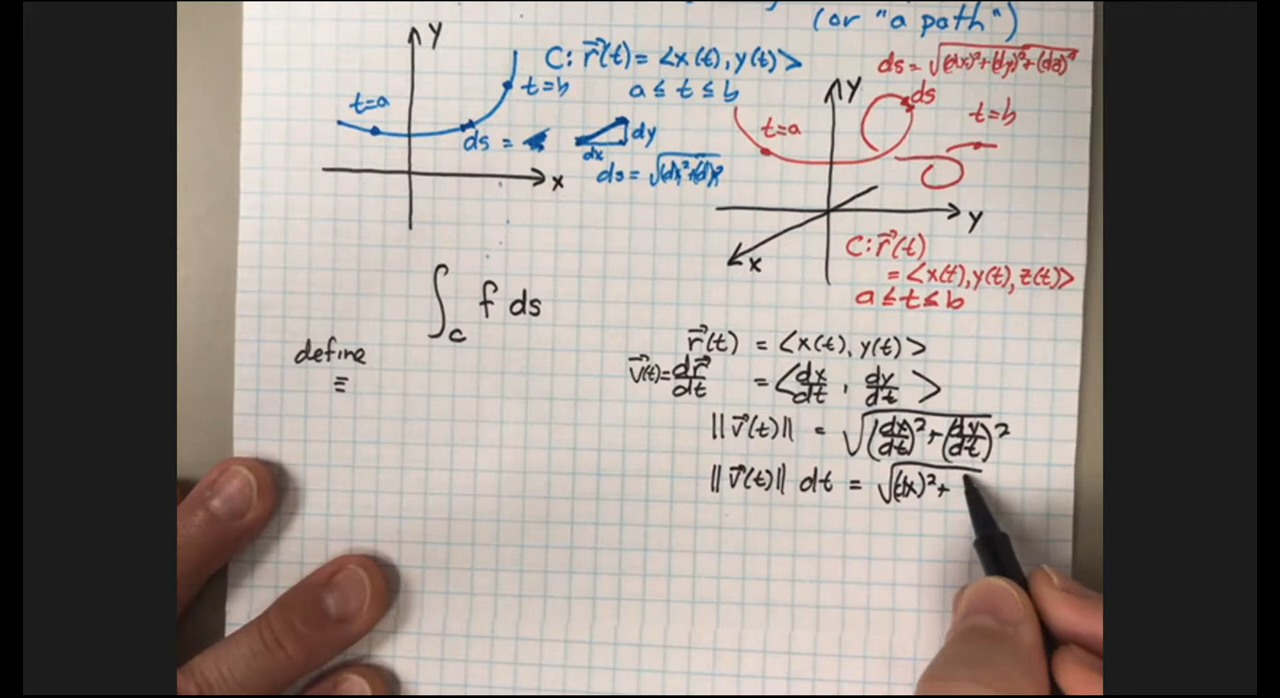 (or "a path")
y
C: r⃗(t) = <x(t), y(t)>
a ≤ t ≤ b
t=a
t=b
ds =
dy
dx
ds = √(dx)²+(dy)²
x
ds = √(dx)²+(dy)²+(dz)²
y
ds
t=a
t=b
y
x
C: r⃗(t)
= <x(t), y(t), z(t)>
a ≤ t ≤ b
∫_C f ds
define
≡
r⃗(t) = <x(t), y(t)>
v⃗(t) = dr⃗/dt = <dx/dt, dy/dt>
||v⃗(t)|| = √(dx/dt)²+(dy/dt)²
||v⃗(t)|| dt = √(dx)²+